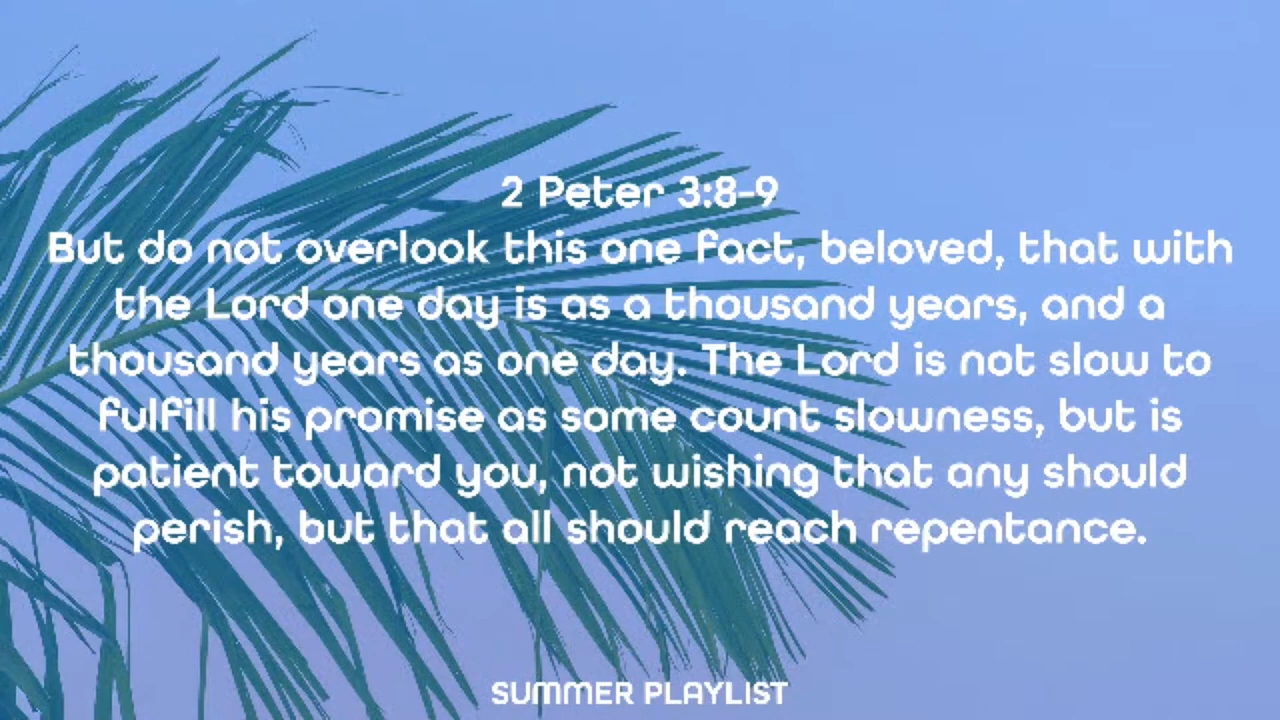 2 Peter 3:8-9
But do not overlook this one fact, beloved, that with
the Lord one day is as a thousand years, and a
thousand years as one day. The Lord is not slow to
fulfill his promise as some count slowness, but is
patient toward you, not wishing that any should
perish, but that all should reach repentance.
SUMMER PLAYLIST